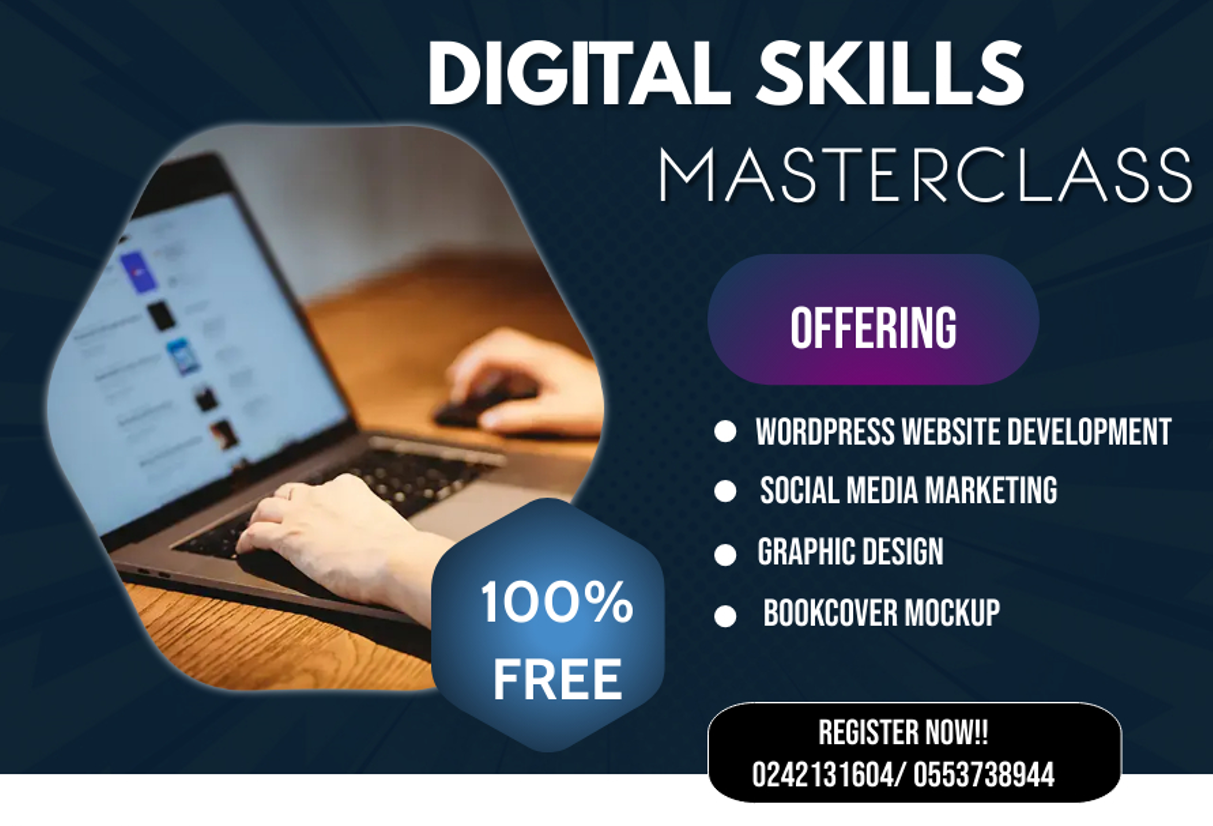 DIGITAL SKILLS
MASTERCLASS
OFFERING
WORDPRESS WEBSITE DEVELOPMENT
SOCIAL MEDIA MARKETING
GRAPHIC DESIGN
BOOKCOVER MOCKUP
100%
FREE
REGISTER NOW!!
0242131604/ 0553738944